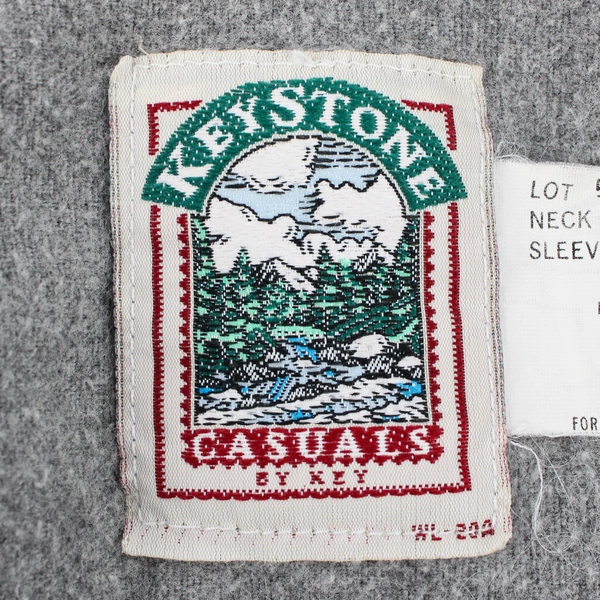 KEYSTONE
CASUALS
BY KEY
WL-20A
LOT
NECK
SLEEV
FOR